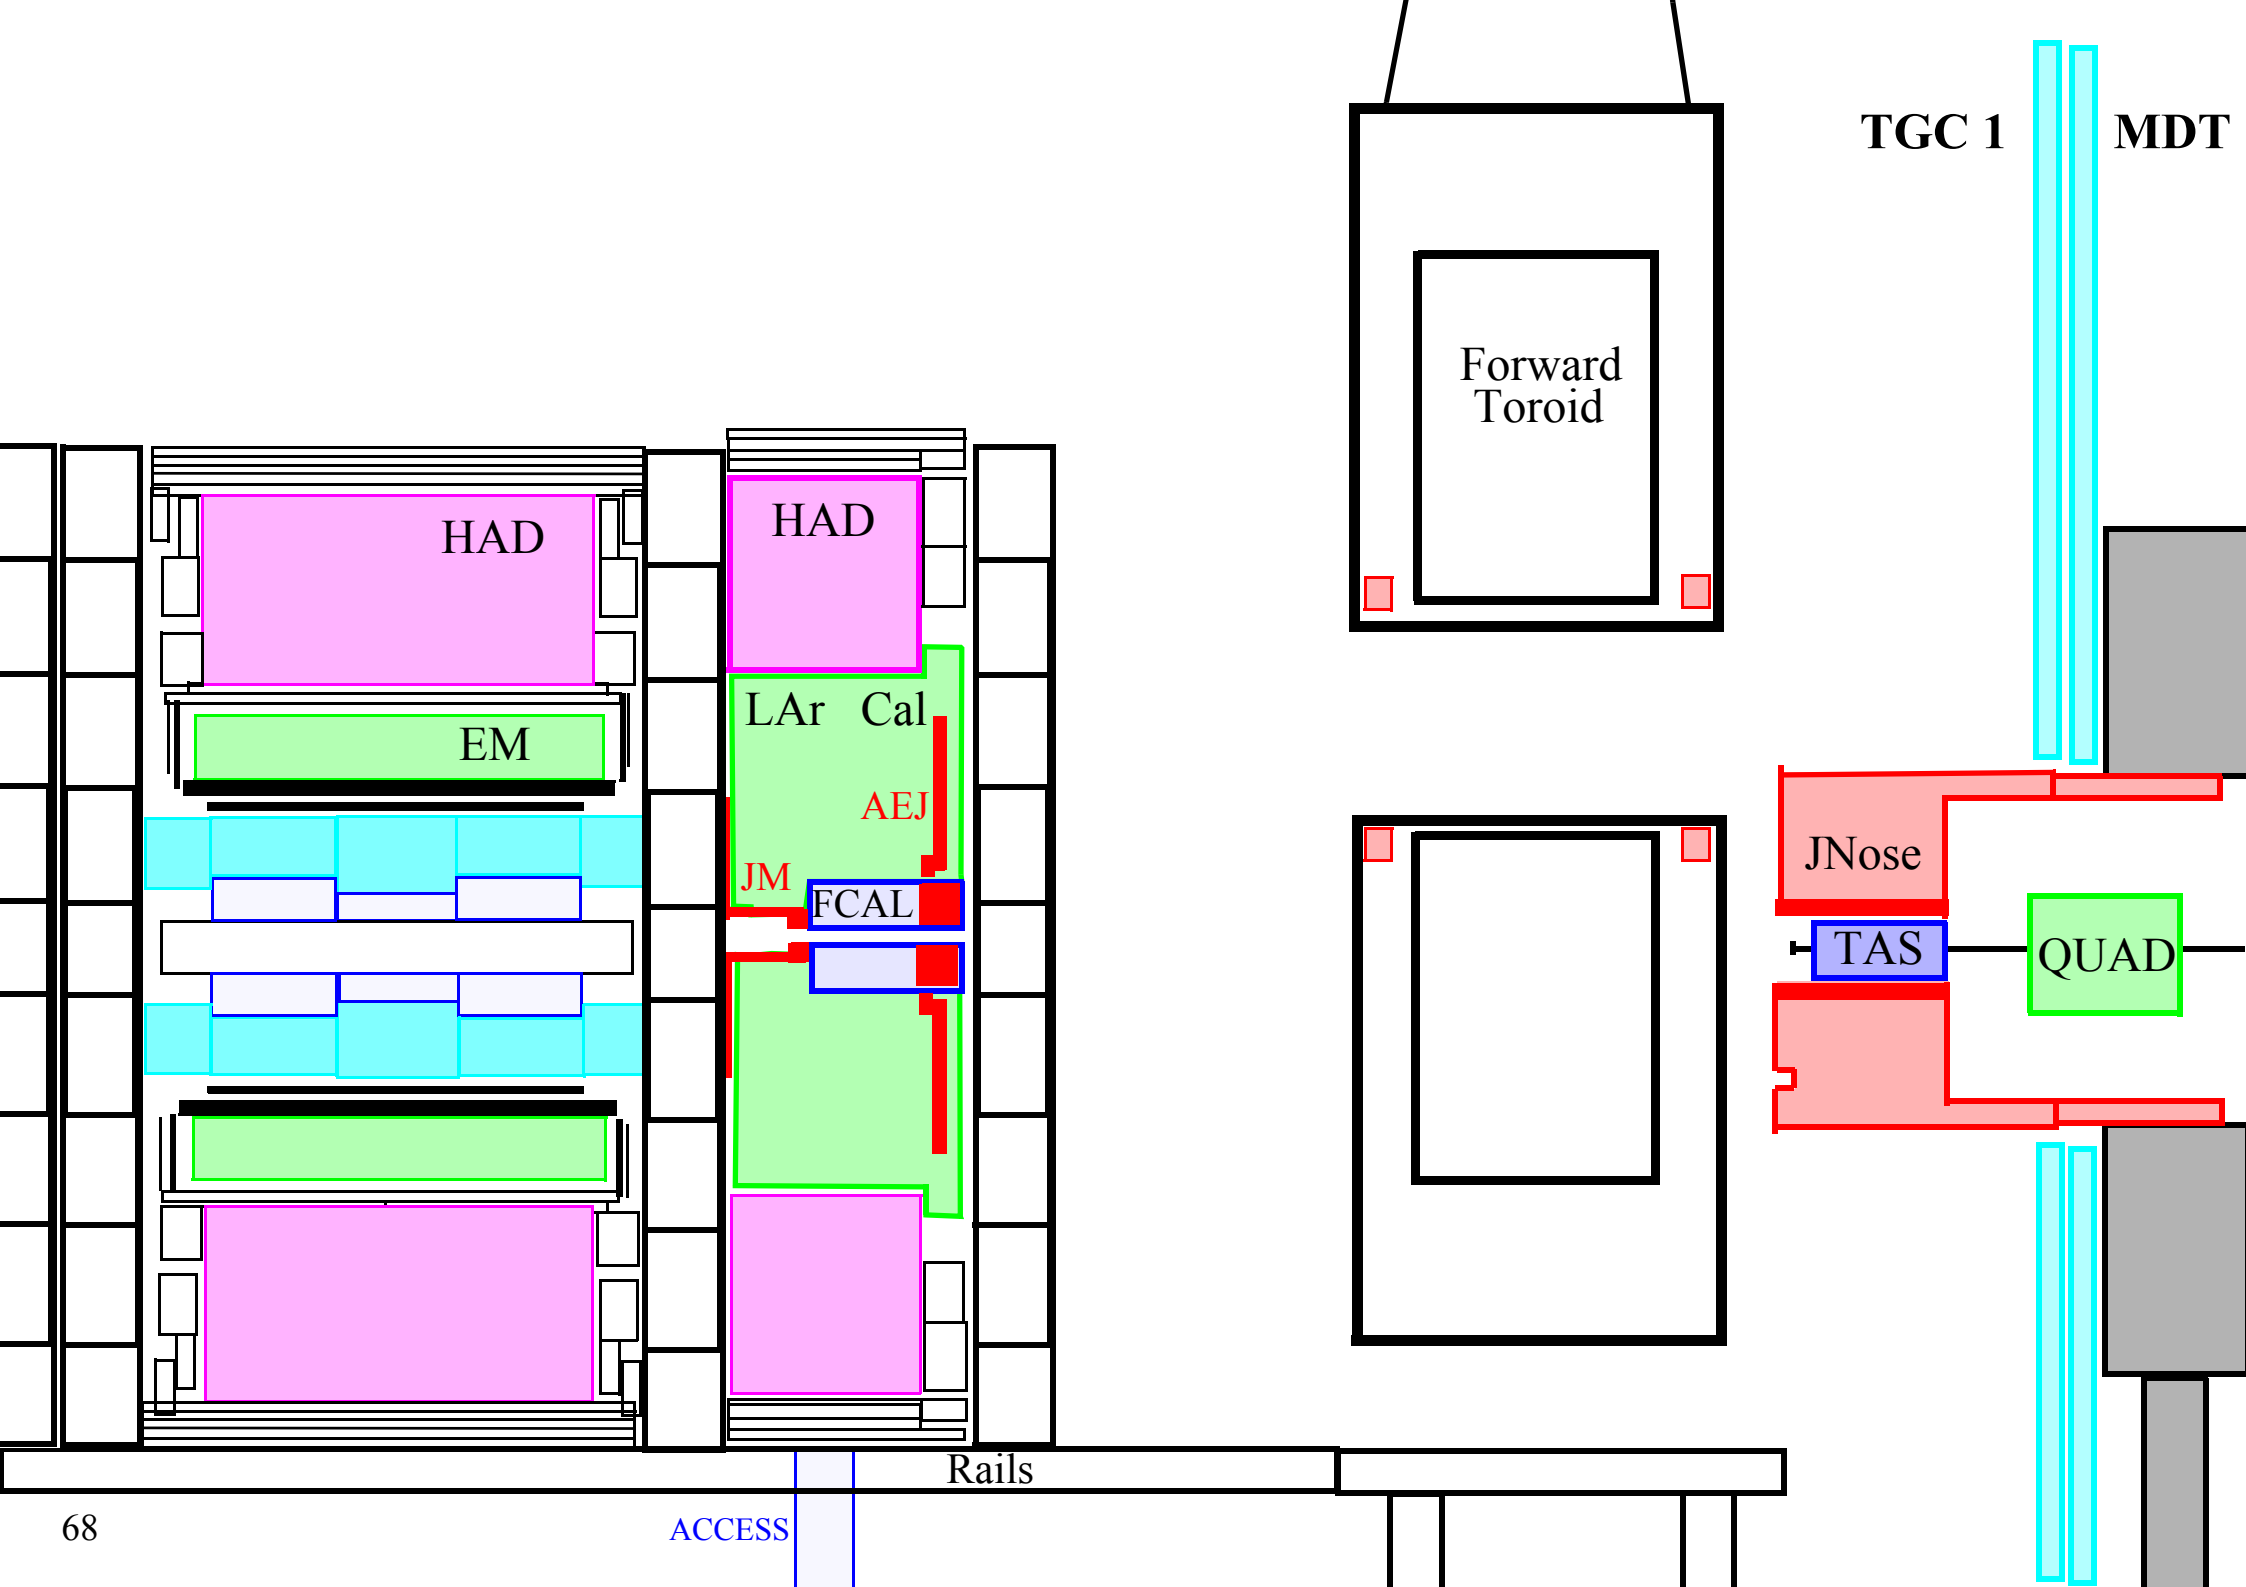 TGC 1
MDT
Forward
Toroid
HAD
HAD
LAr Cal
EM
AEJ
JM
FCAL
JNose
TAS
QUAD
Rails
68
ACCESS